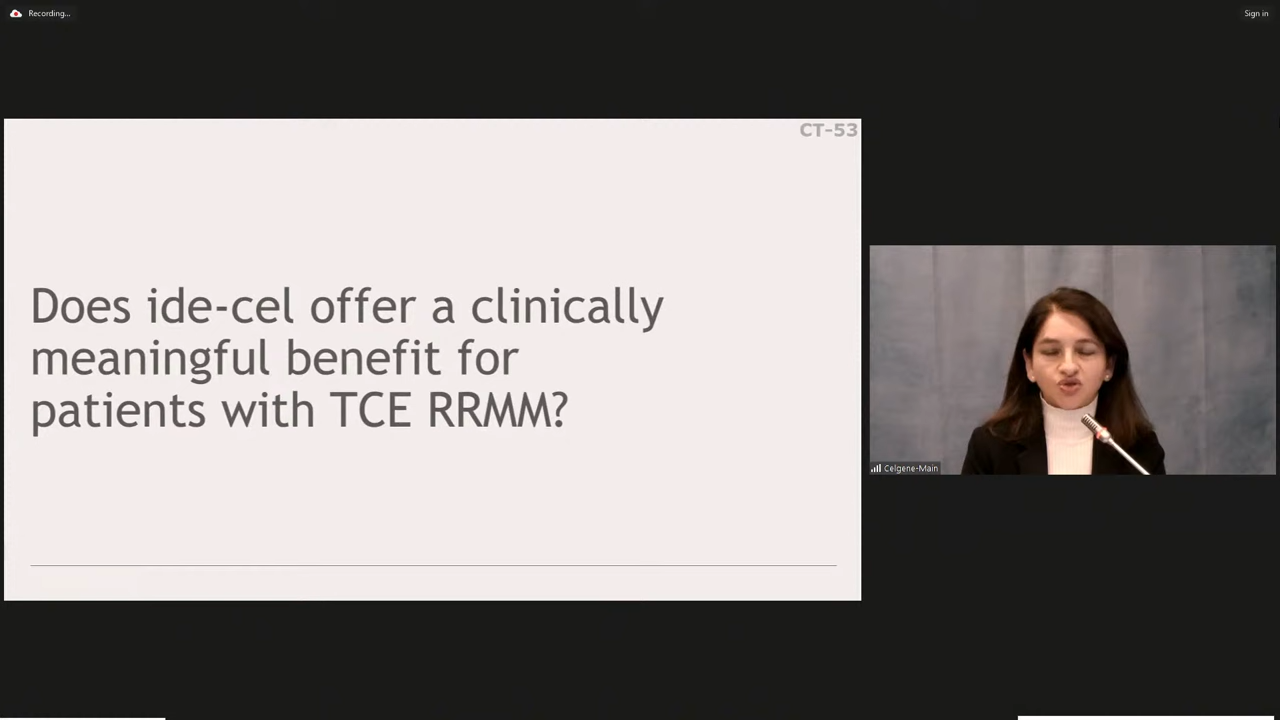 Recording...
Sign in
CT-53
Does ide-cel offer a clinically
meaningful benefit for
patients with TCE RRMM?
Celgene-Main